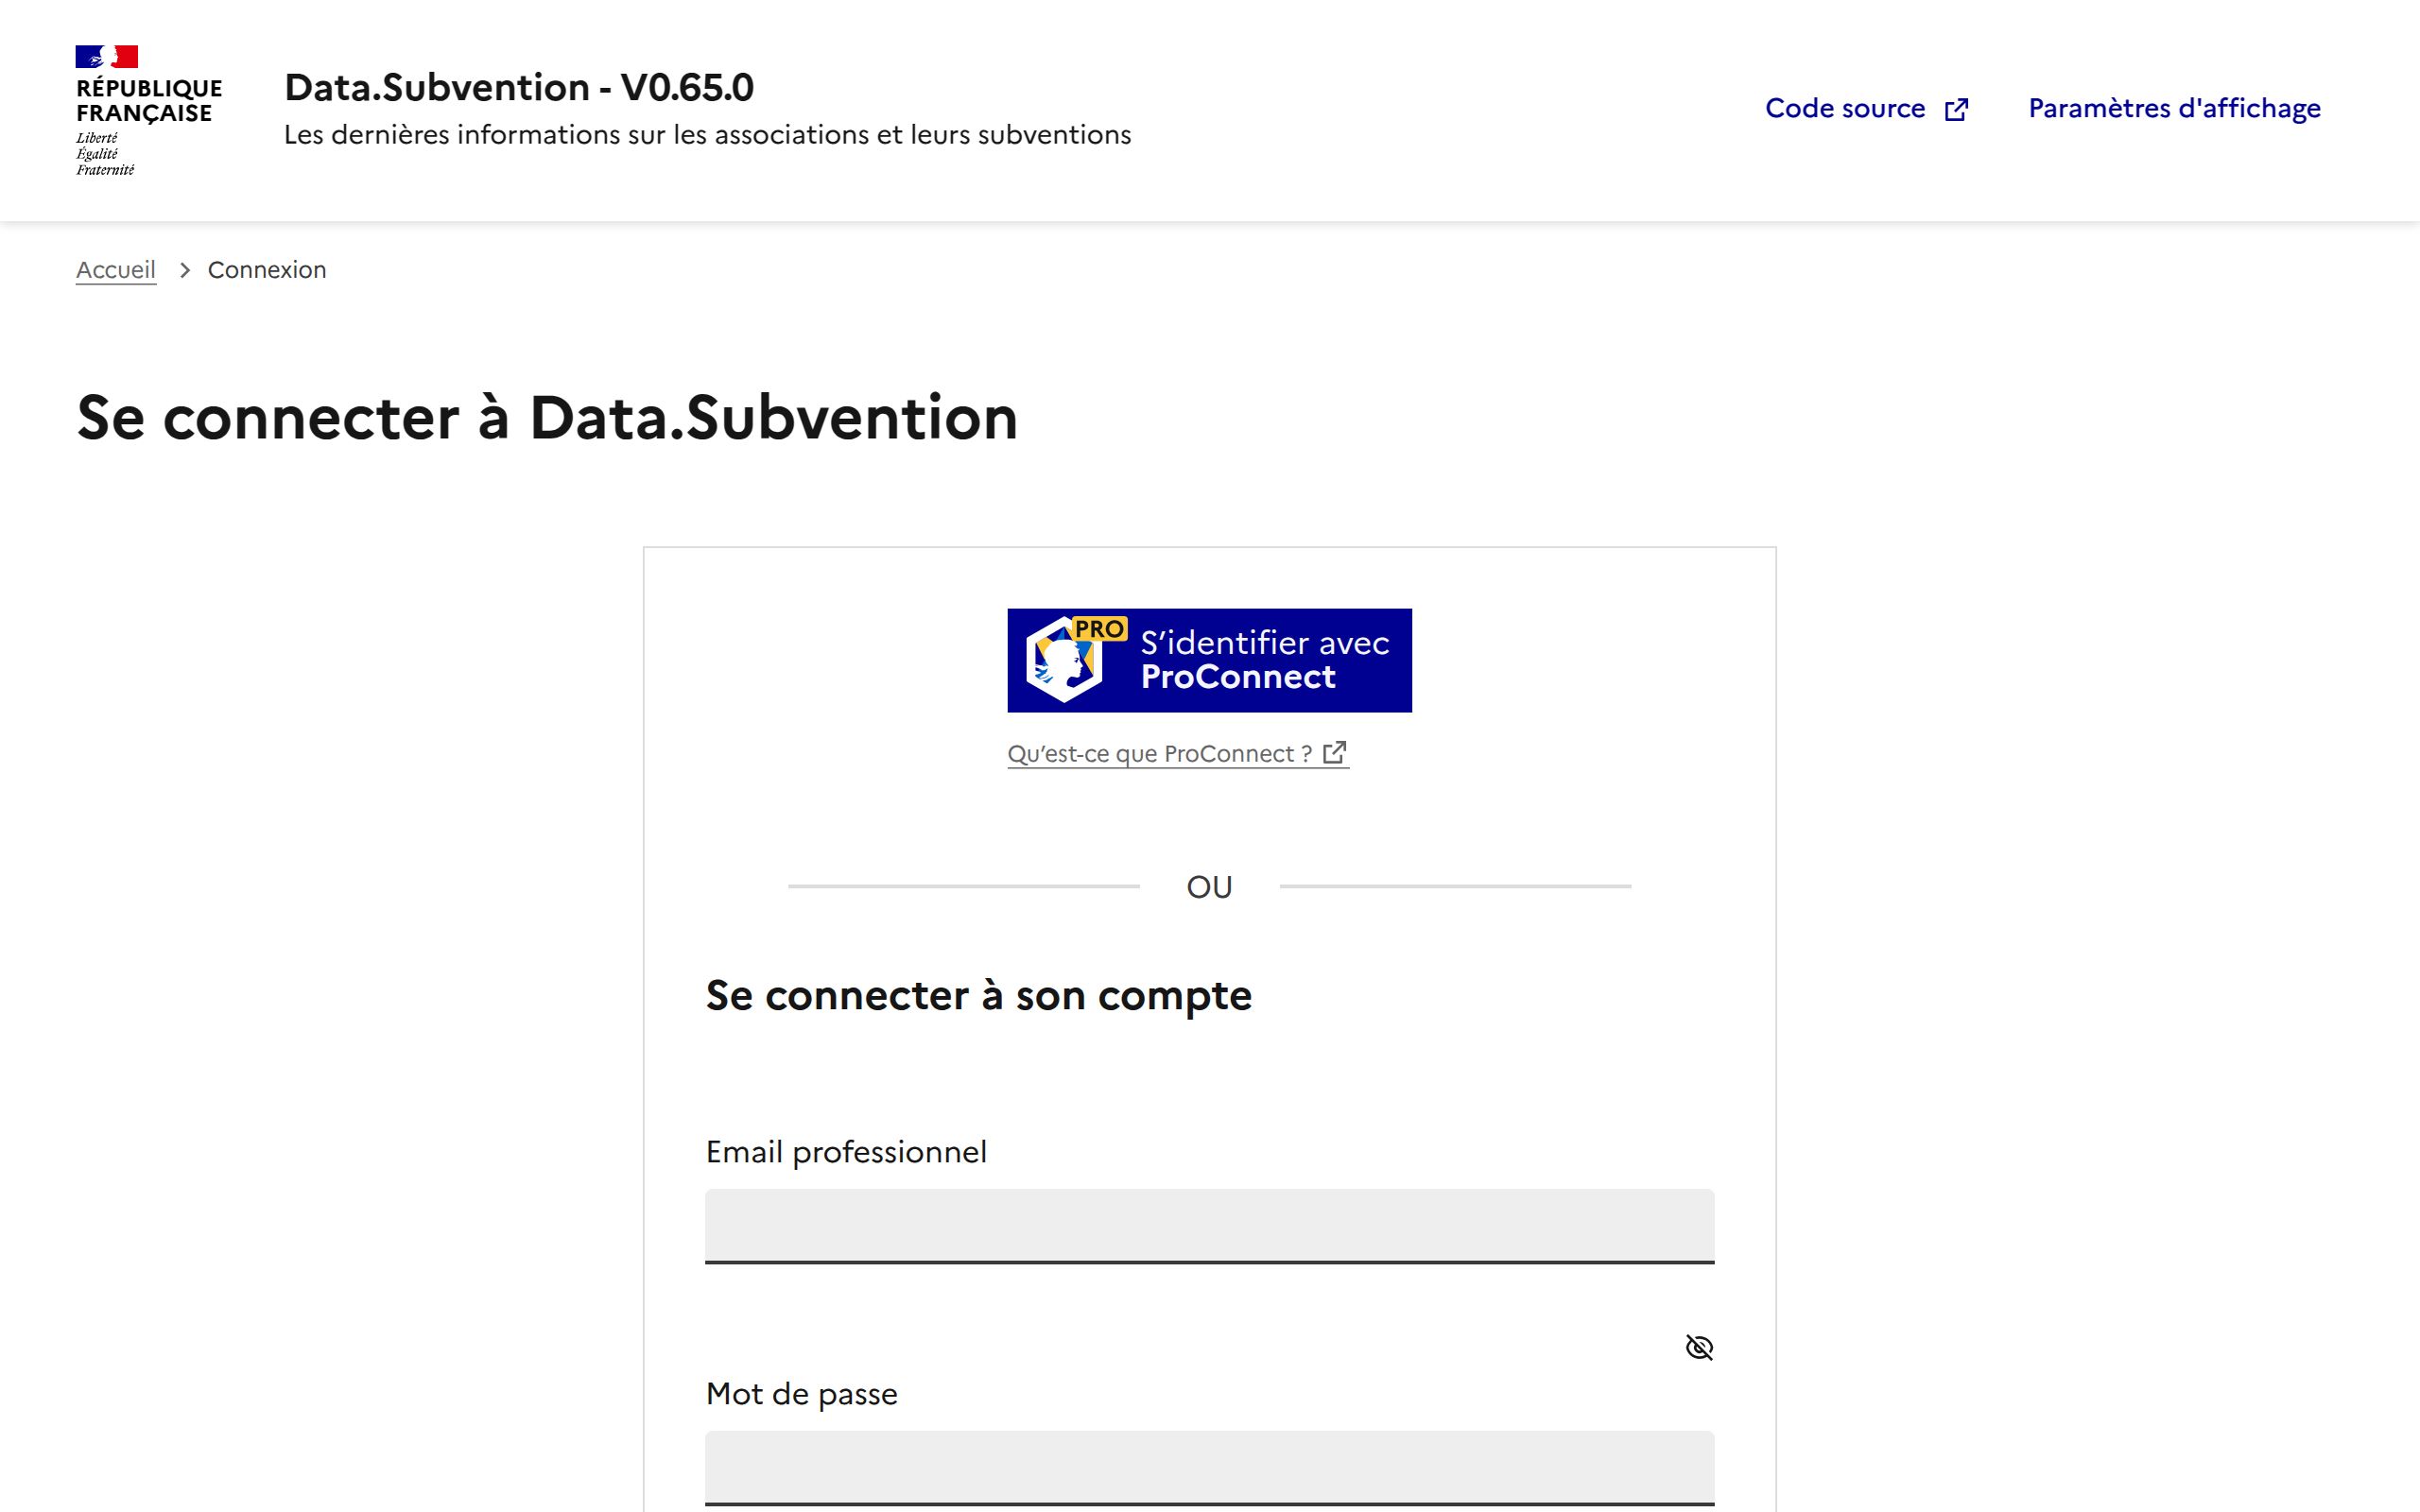 RÉPUBLIQUE
FRANÇAISE
Liberté
Égalité
Fraternité
Data.Subvention - V0.65.0
Les dernières informations sur les associations et leurs subventions
Code source
Paramètres d'affichage
Accueil
Connexion
Se connecter à Data.Subvention
PRO
S’identifier avec
ProConnect
Qu’est-ce que ProConnect ?
OU
Se connecter à son compte
Email professionnel
Mot de passe